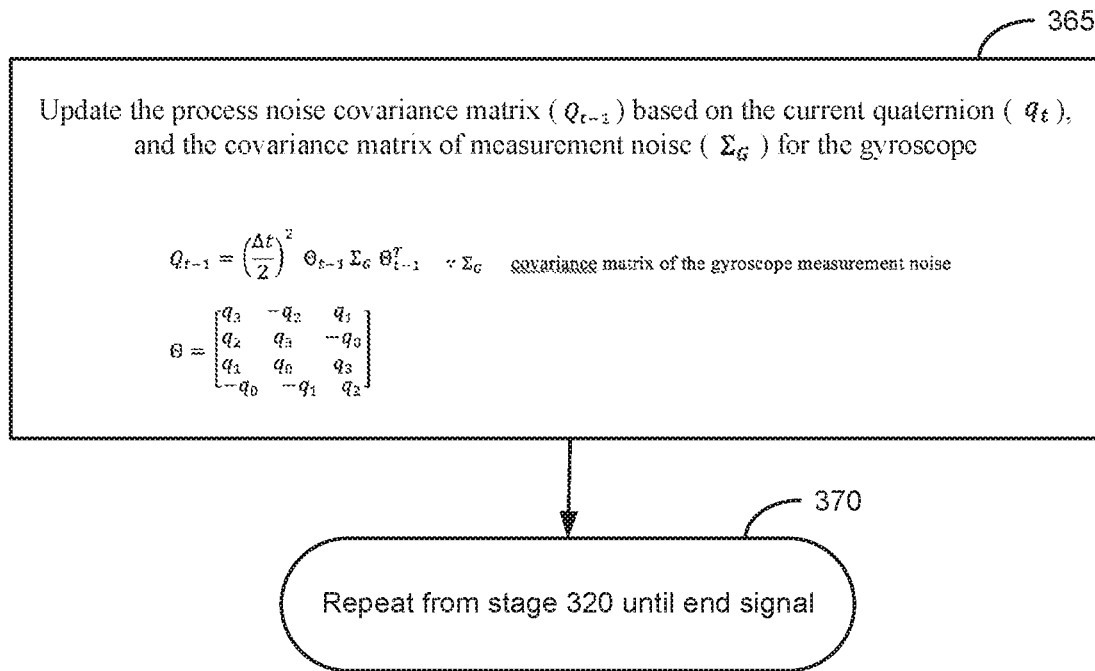 365
Update the process noise covariance matrix ( Q_{t-1} ) based on the current quaternion ( q_t ),
and the covariance matrix of measurement noise ( Σ_G ) for the gyroscope
Q_{t-1} = (Δt/2)^2 Θ_{t-1} Σ_G Θ_{t-1}^T ∵ Σ_G covariance matrix of the gyroscope measurement noise
Θ = [ q_3 -q_2 q_1
q_2 q_3 -q_0
q_1 q_0 q_3
-q_0 -q_1 q_2 ]
370
Repeat from stage 320 until end signal